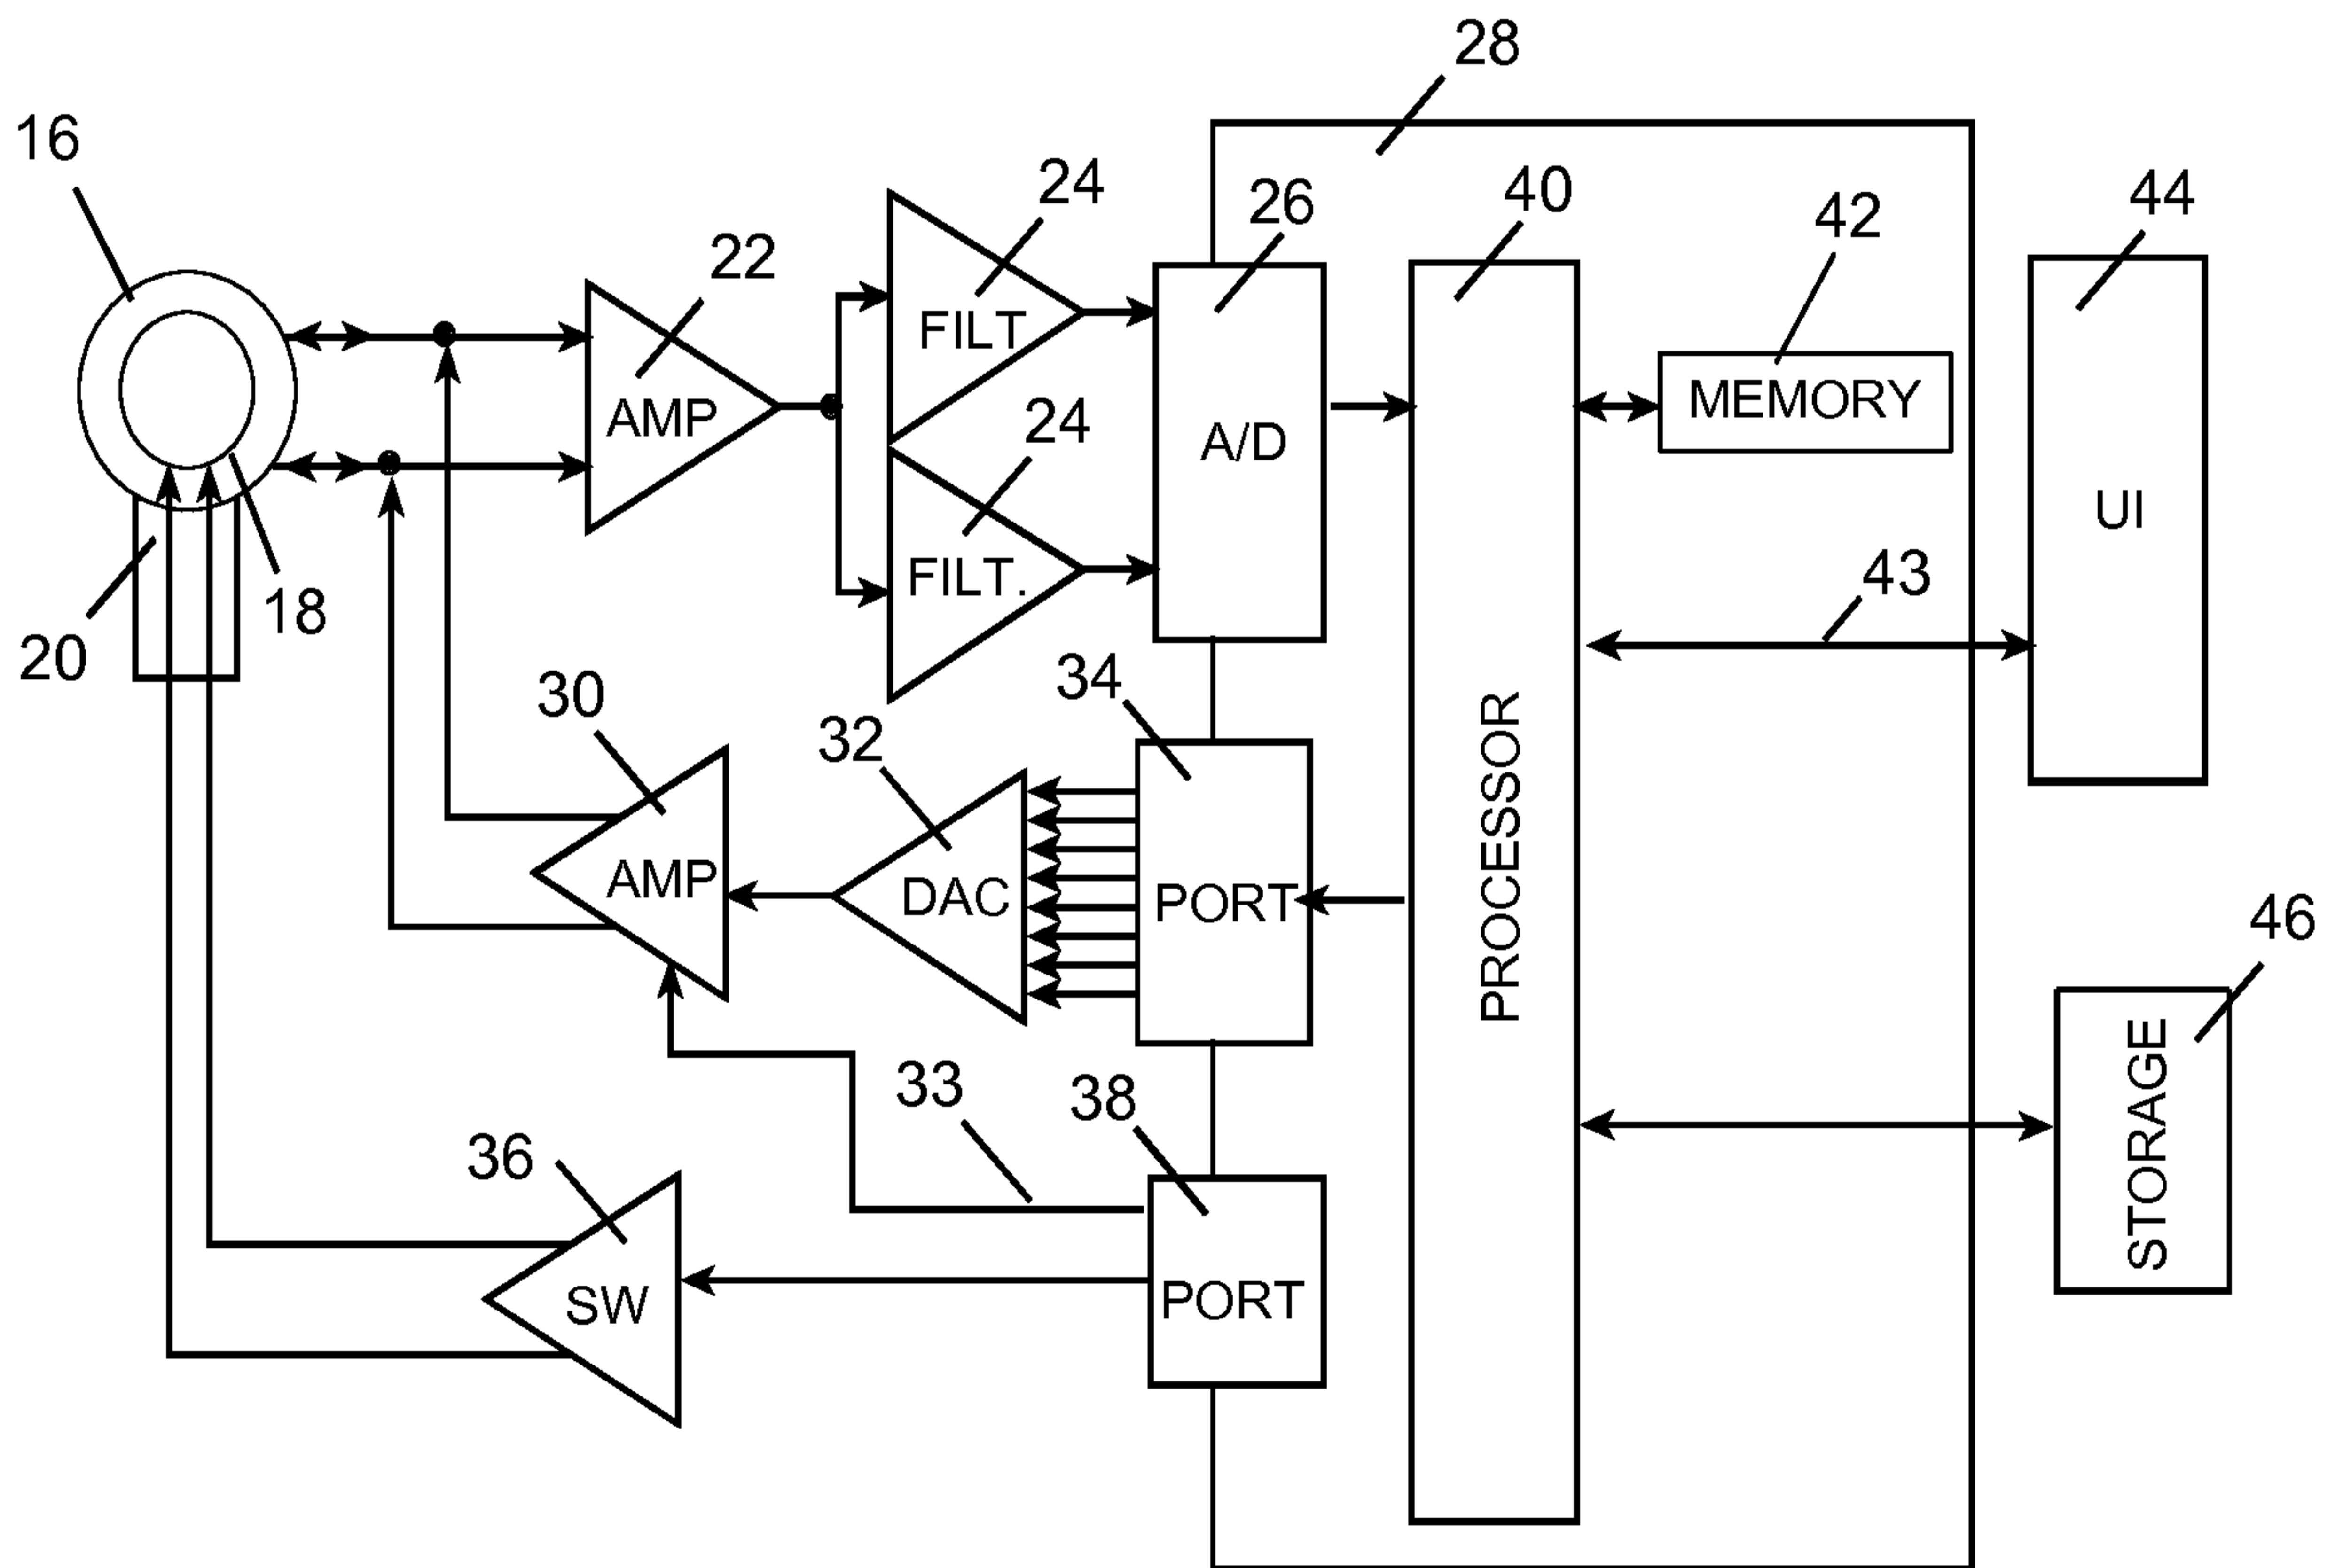 28
16
24
26
40
42
44
22
FILT
AMP
24
A/D
MEMORY
UI
FILT.
43
18
20
34
30
32
PROCESSOR
AMP
DAC
PORT
46
33
38
36
STORAGE
SW
PORT